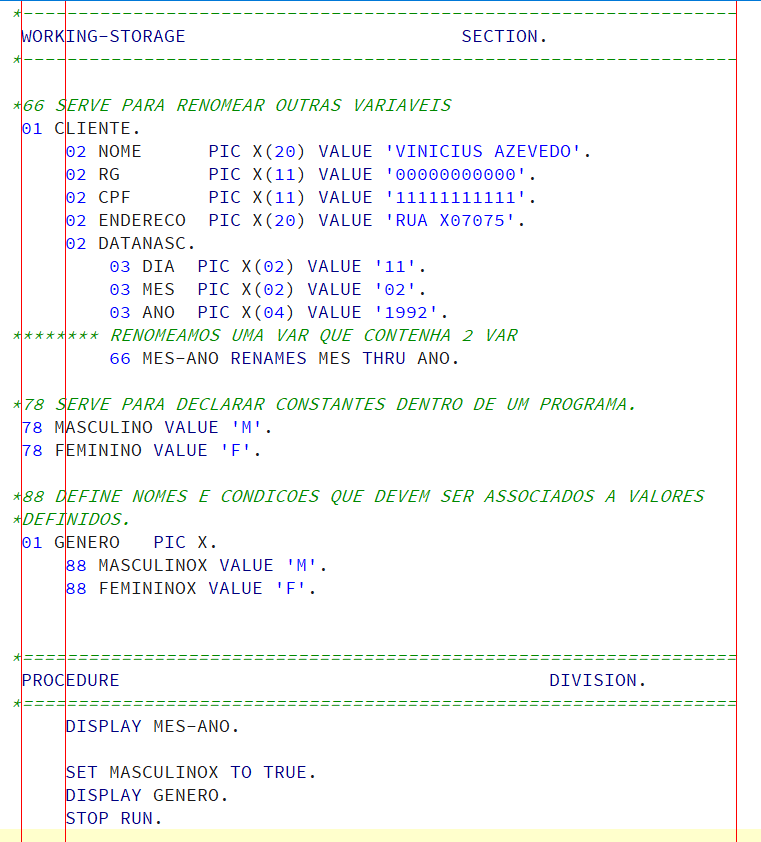 *-----------------------------------------------------------------
WORKING-STORAGE                         SECTION.
*-----------------------------------------------------------------
*66 SERVE PARA RENOMEAR OUTRAS VARIAVEIS
01 CLIENTE.
    02 NOME      PIC X(20) VALUE 'VINICIUS AZEVEDO'.
    02 RG        PIC X(11) VALUE '00000000000'.
    02 CPF       PIC X(11) VALUE '11111111111'.
    02 ENDERECO  PIC X(20) VALUE 'RUA X07075'.
    02 DATANASC.
        03 DIA  PIC X(02) VALUE '11'.
        03 MES  PIC X(02) VALUE '02'.
        03 ANO  PIC X(04) VALUE '1992'.
******** RENOMEAMOS UMA VAR QUE CONTENHA 2 VAR
        66 MES-ANO RENAMES MES THRU ANO.
*78 SERVE PARA DECLARAR CONSTANTES DENTRO DE UM PROGRAMA.
78 MASCULINO VALUE 'M'.
78 FEMININO VALUE 'F'.
*88 DEFINE NOMES E CONDICOES QUE DEVEM SER ASSOCIADOS A VALORES
*DEFINIDOS.
01 GENERO   PIC X.
    88 MASCULINOX VALUE 'M'.
    88 FEMININOX VALUE 'F'.
*=================================================================
PROCEDURE                                       DIVISION.
*=================================================================
    DISPLAY MES-ANO.
    SET MASCULINOX TO TRUE.
    DISPLAY GENERO.
    STOP RUN.